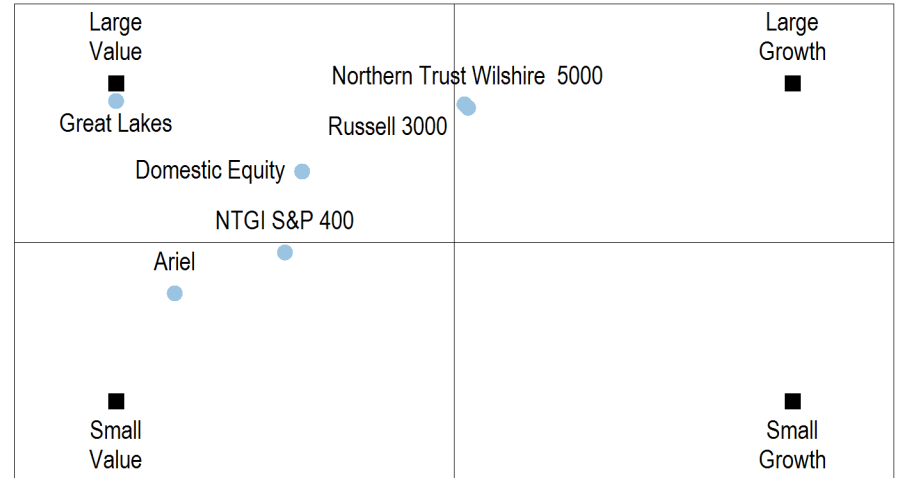 Large
Value
Large
Growth
Northern Trust Wilshire  5000
Great Lakes
Russell 3000
Domestic Equity
NTGI S&P 400
Ariel
Small
Value
Small
Growth